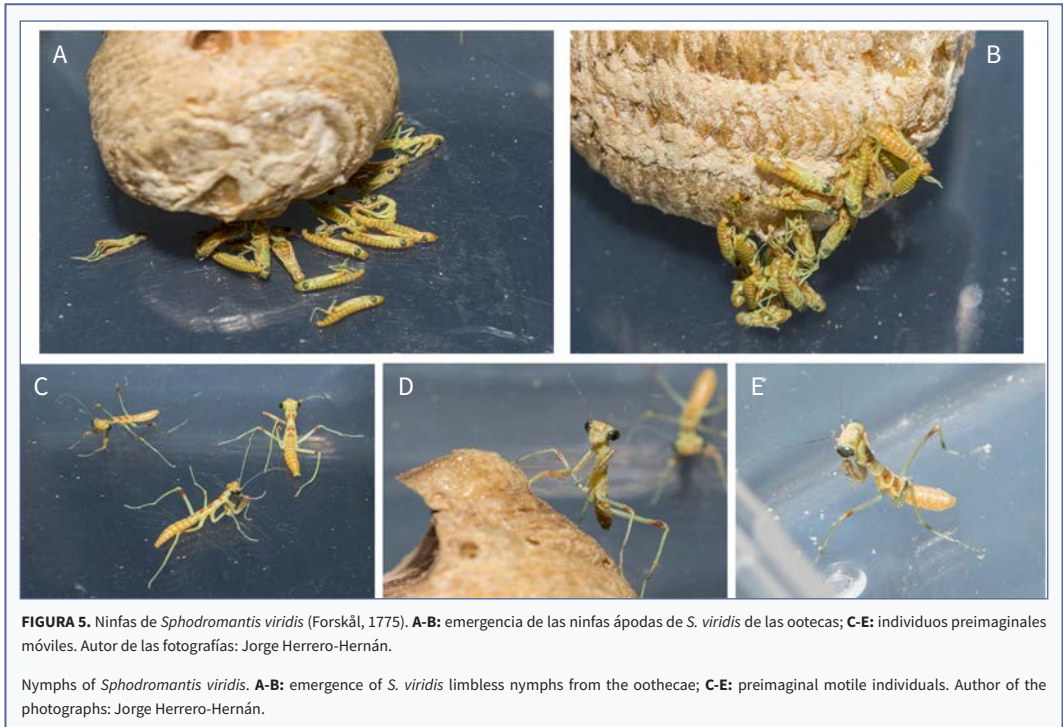 A
B
C
D
E
FIGURA 5. Ninfas de Sphodromantis viridis (Forskål, 1775). A-B: emergencia de las ninfas ápodas de S. viridis de las ootecas; C-E: individuos preimaginales
móviles. Autor de las fotografías: Jorge Herrero-Hernán.
Nymphs of Sphodromantis viridis. A-B: emergence of S. viridis limbless nymphs from the oothecae; C-E: preimaginal motile individuals. Author of the
photographs: Jorge Herrero-Hernán.